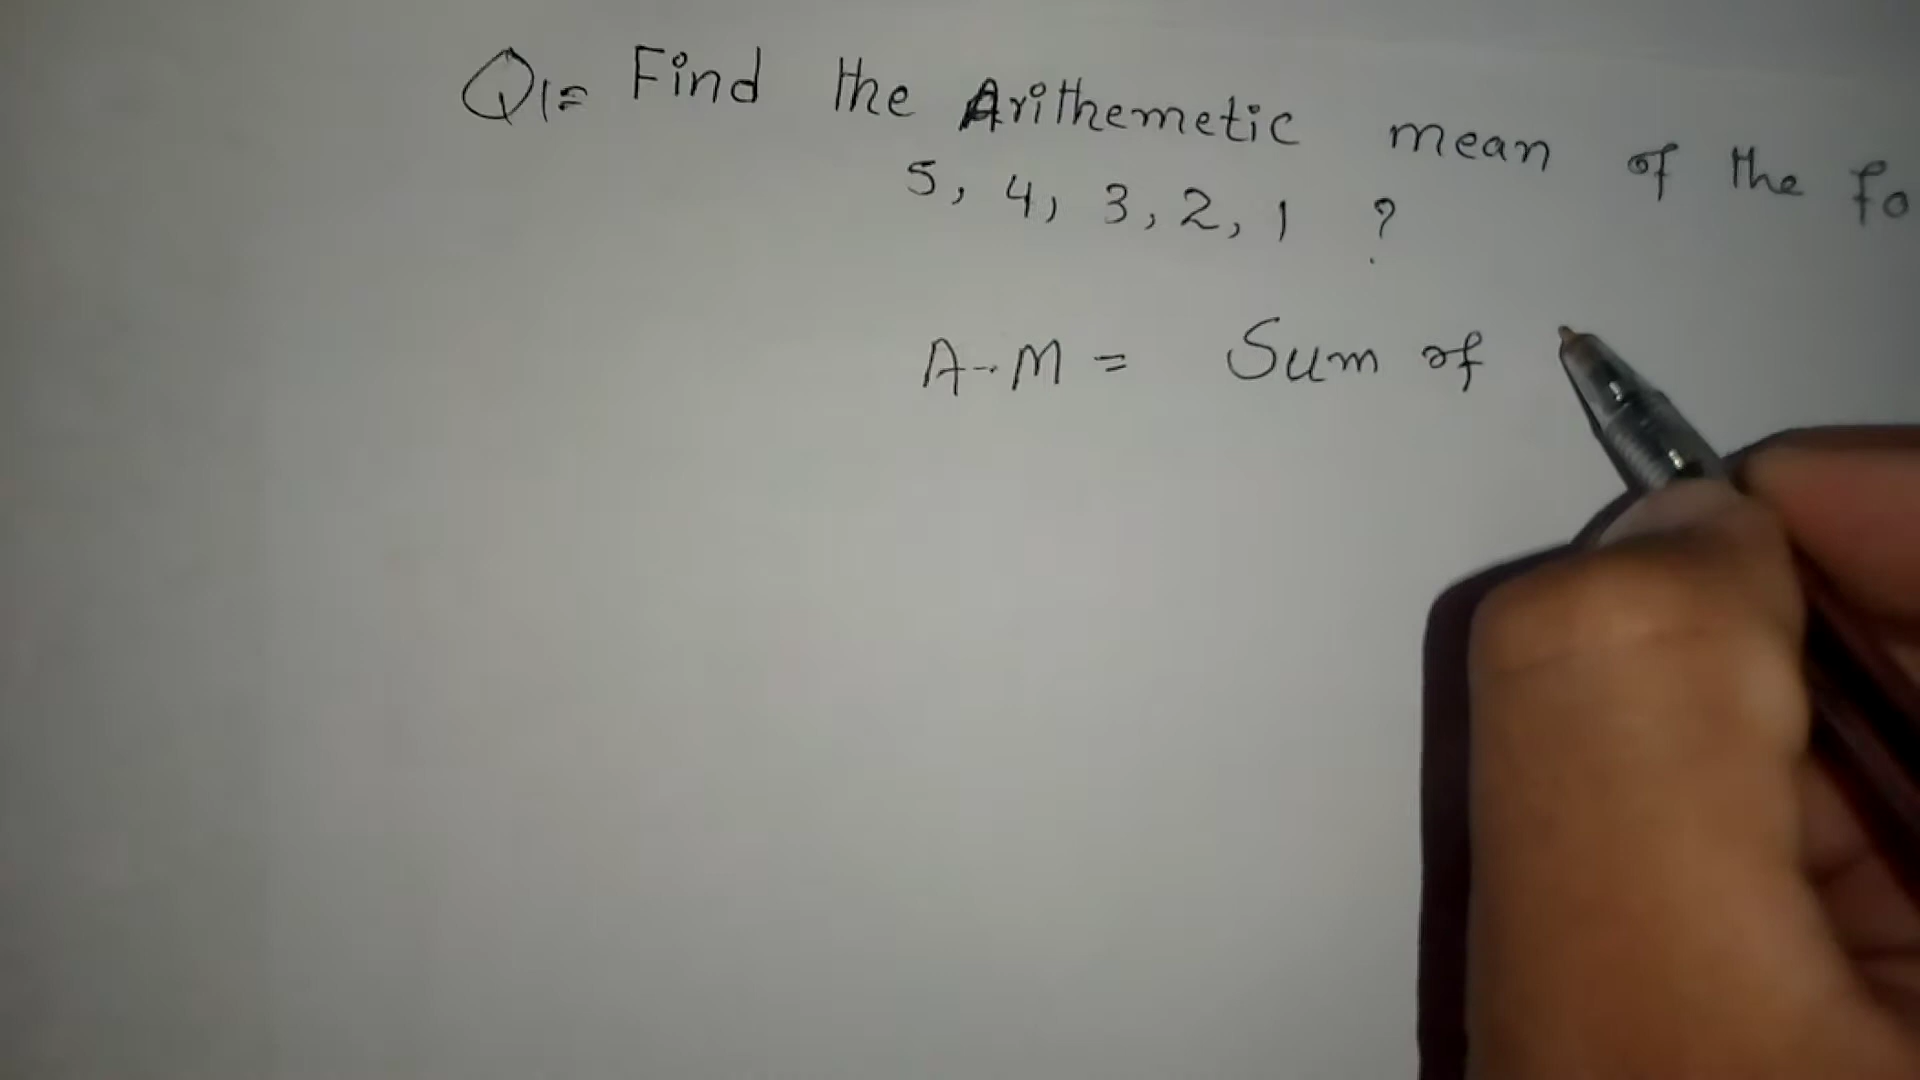 Q1= Find the Arithemetic mean of the fo
5, 4, 3, 2, 1 ?
A.M = Sum of